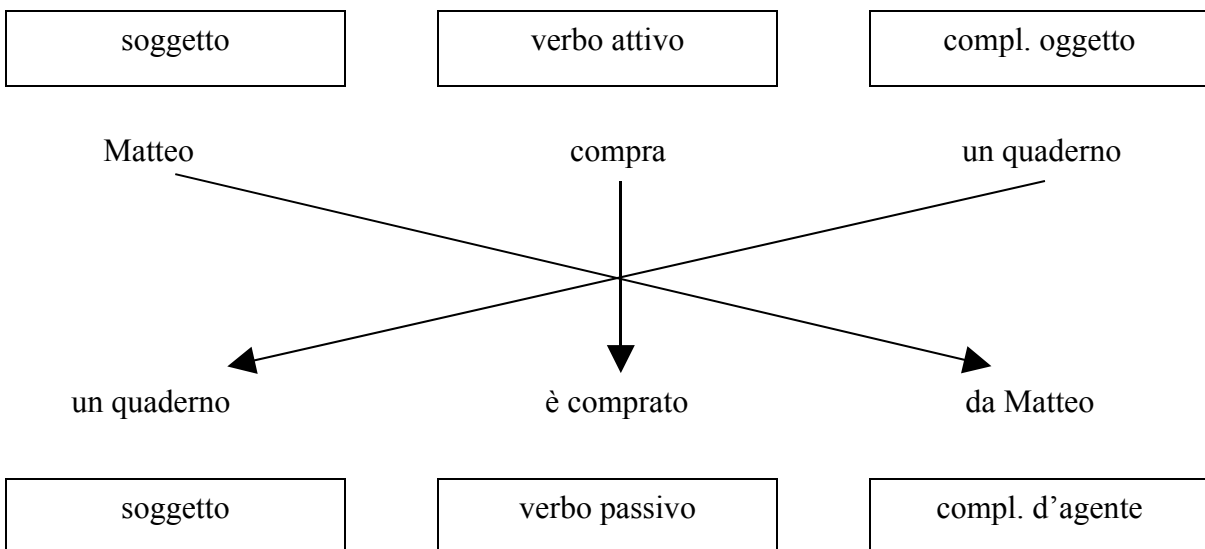 soggetto verbo attivo compl. oggetto
Matteo compra un quaderno
un quaderno è comprato da Matteo
soggetto verbo passivo compl. d’agente